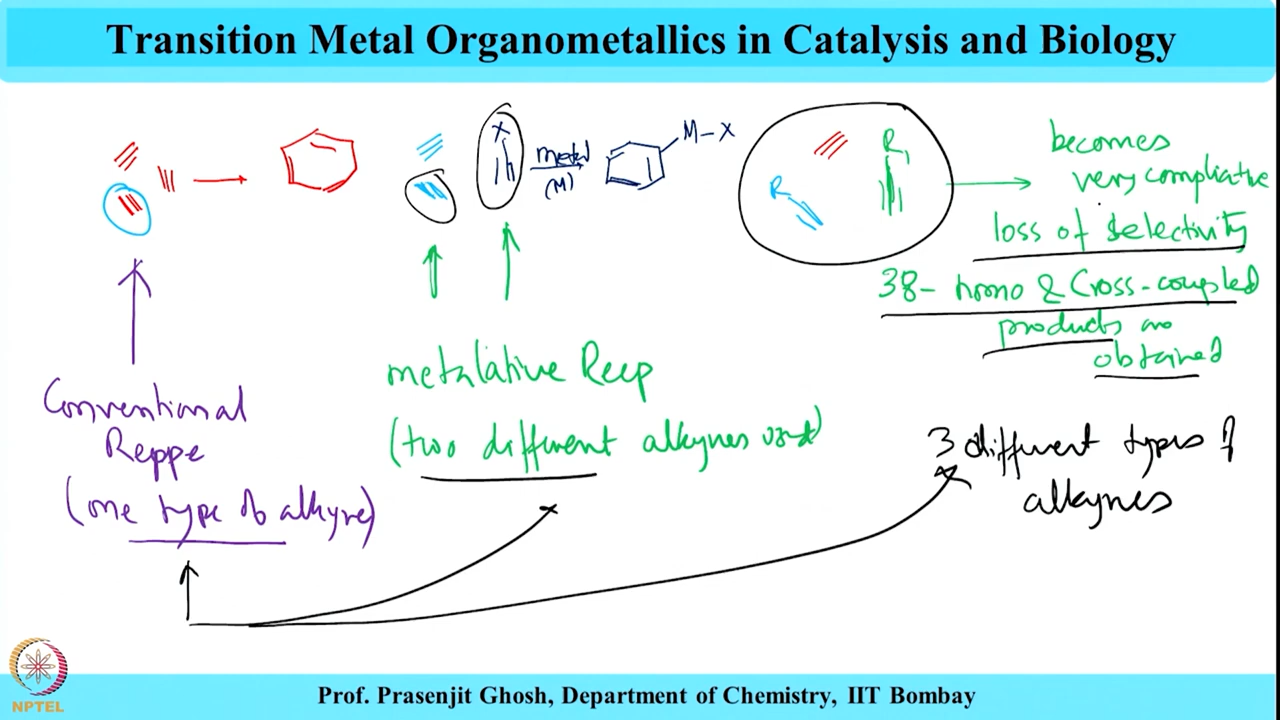 Transition Metal Organometallics in Catalysis and Biology
X
metal
(M)
M-X
R
R
becomes
very complicative
loss of selectivity
38- homo & Cross-coupled
products are
obtained
Conventional
Reppe
(one type of alkyne)
metalative Reep
(two different alkynes used)
3 different types of
alkynes
NPTEL
Prof. Prasenjit Ghosh, Department of Chemistry, IIT Bombay